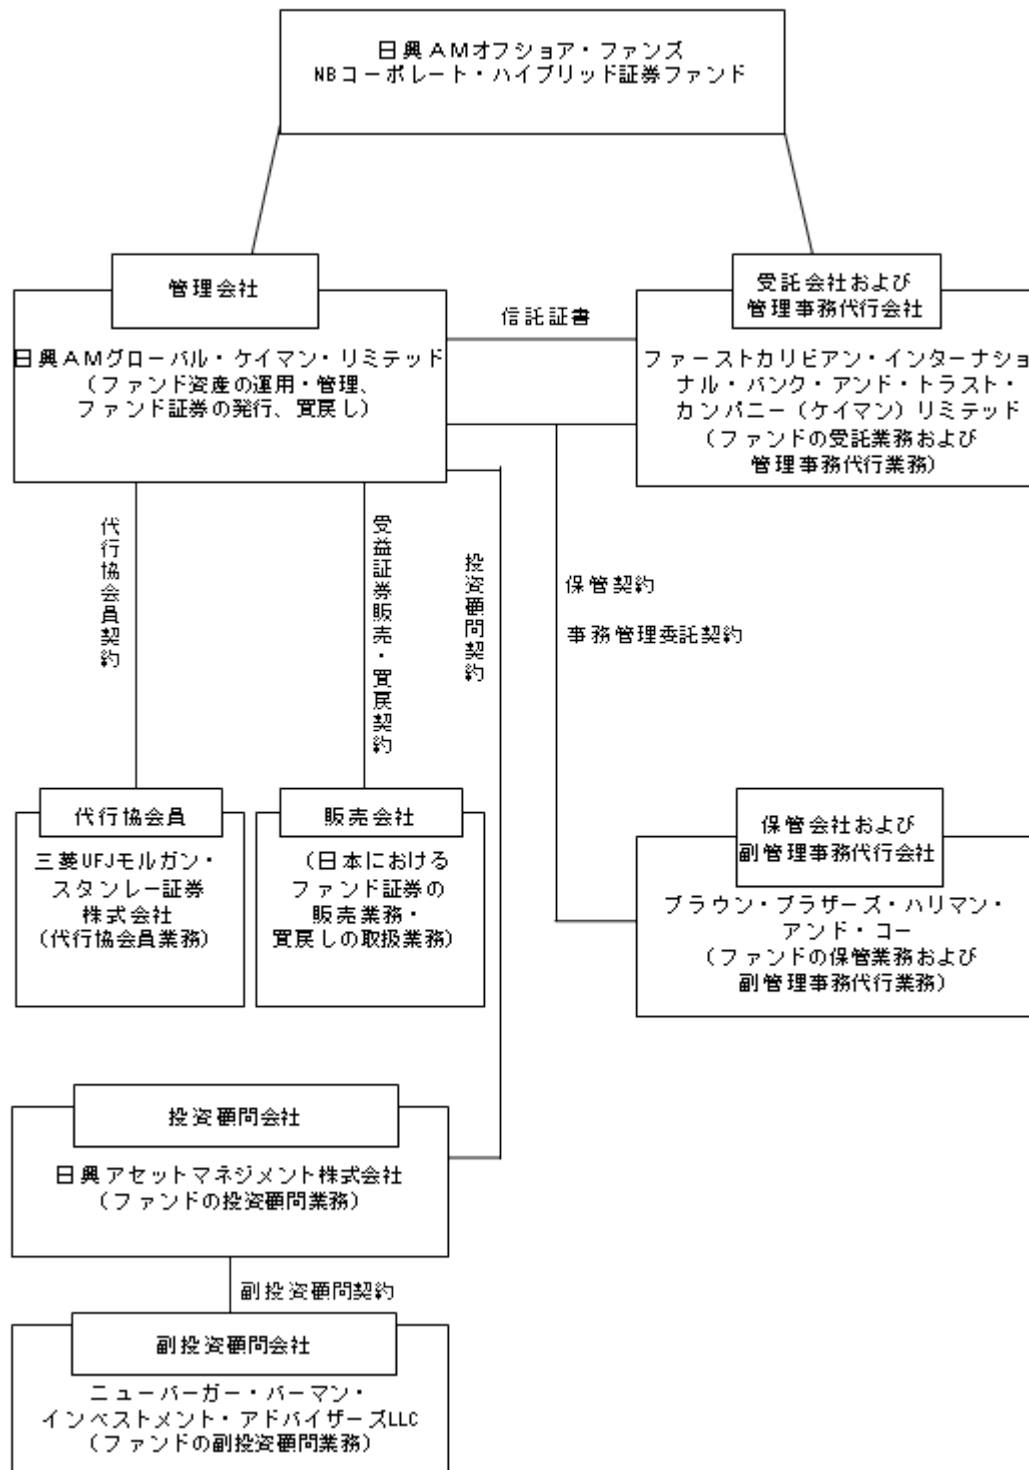 日興AMオフショア・ファンズ
NBコーポレート・ハイブリッド証券ファンド
管理会社
日興AMグローバル・ケイマン・リミテッド
(ファンド資産の運用・管理、
ファンド証券の発行、買戻し)
信託証書
受託会社および
管理事務代行会社
ファーストカリビアン・インターナショ
ナル・バンク・アンド・トラスト・
カンパニー(ケイマン)リミテッド
(ファンドの受託業務および
管理事務代行業務)
代行協会員契約
受益証券販売・買戻契約
投資顧問契約
保管契約
事務管理委託契約
代行協会員
三菱UFJモルガン・
スタンレー証券
株式会社
(代行協会員業務)
販売会社
(日本における
ファンド証券の
販売業務・
買戻しの取扱業務)
保管会社および
副管理事務代行会社
ブラウン・ブラザーズ・ハリマン・
アンド・コー
(ファンドの保管業務および
副管理事務代行業務)
投資顧問会社
日興アセットマネジメント株式会社
(ファンドの投資顧問業務)
副投資顧問契約
副投資顧問会社
ニューバーガー・バーマン・
インベストメント・アドバイザーズLLC
(ファンドの副投資顧問業務)